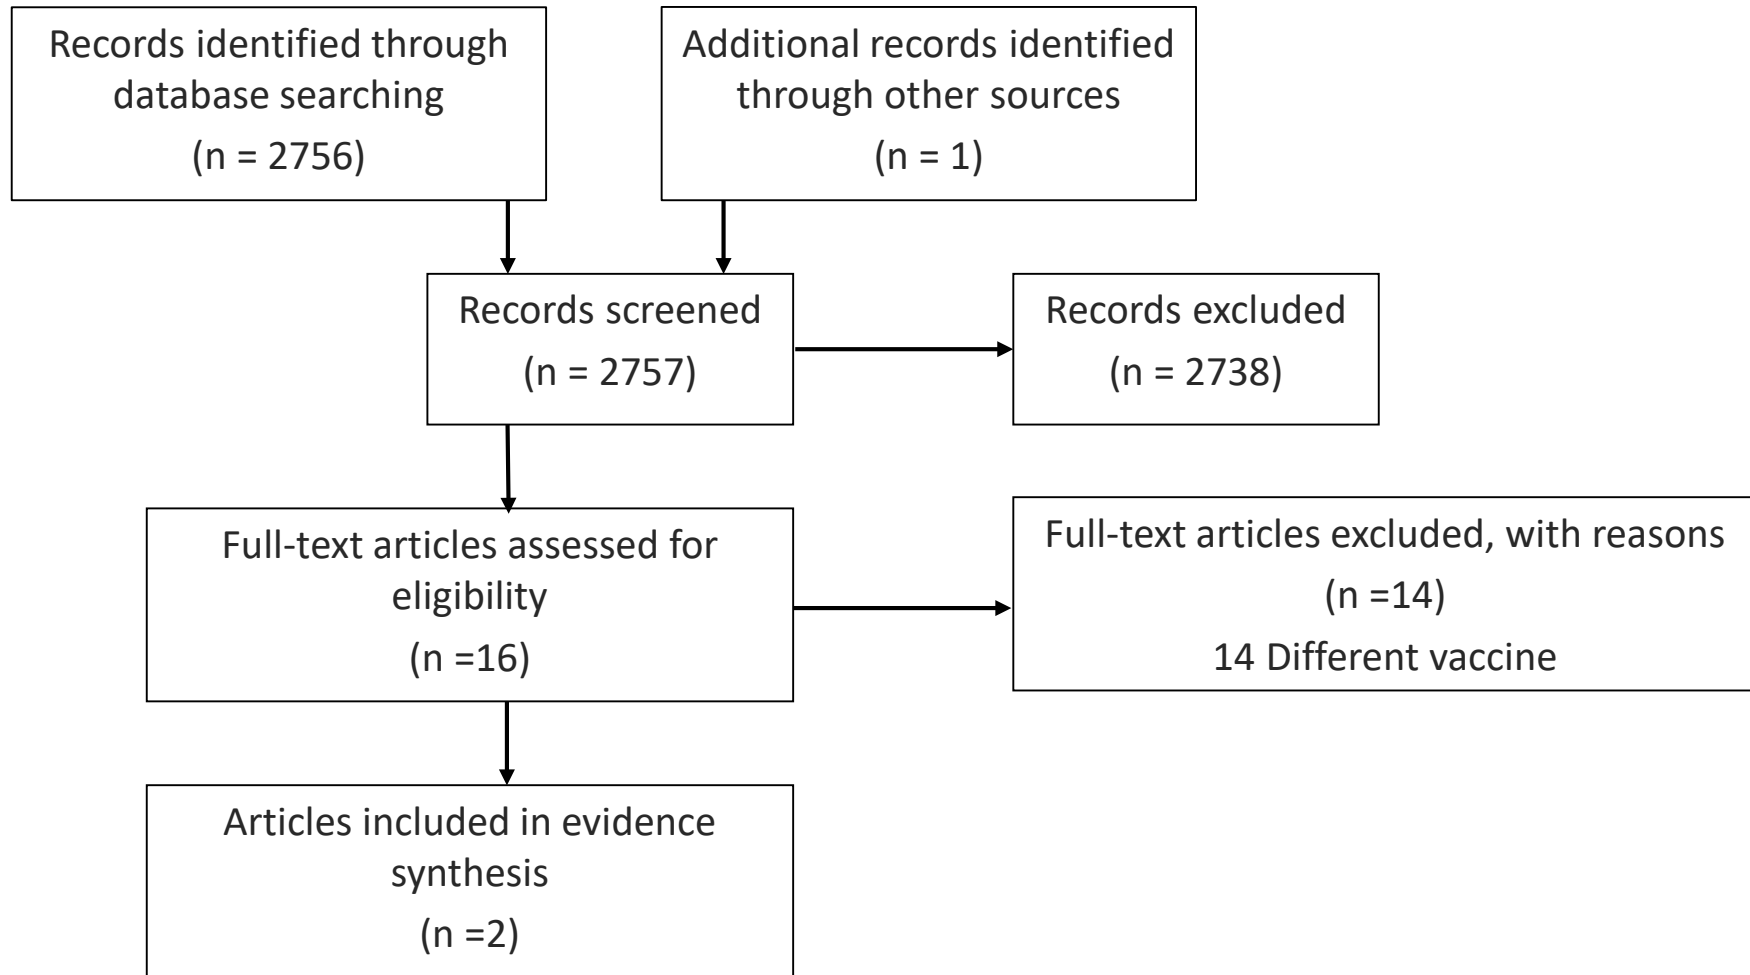 Records identified through
database searching
(n = 2756)
Additional records identified
through other sources
(n = 1)
Records screened
(n = 2757)
Records excluded
(n = 2738)
Full-text articles assessed for
eligibility
(n =16)
Full-text articles excluded, with reasons
(n =14)
14 Different vaccine
Articles included in evidence
synthesis
(n =2)